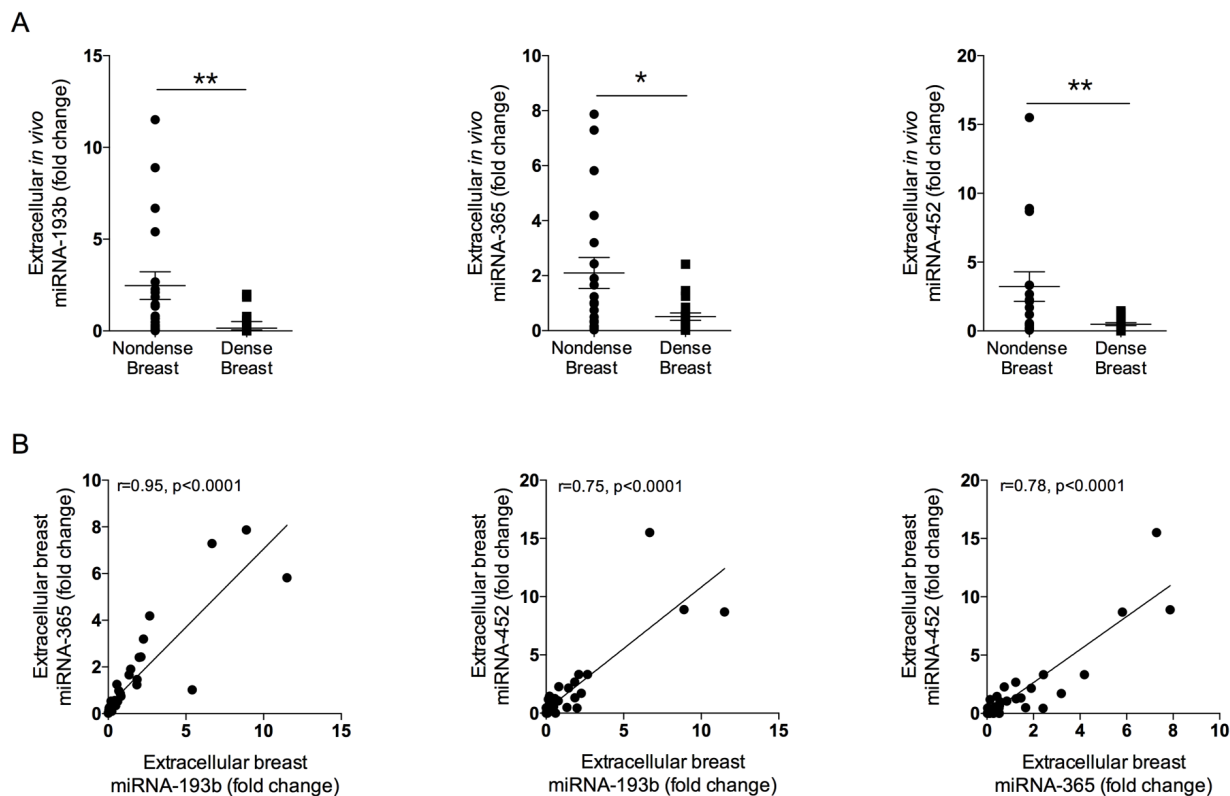 A
Extracellular in vivo
miRNA-193b (fold change)
15
10
5
0
**
Nondense
Breast
Dense
Breast
Extracellular in vivo
miRNA-365 (fold change)
10
8
6
4
2
0
*
Nondense
Breast
Dense
Breast
Extracellular in vivo
miRNA-452 (fold change)
20
15
10
5
0
**
Nondense
Breast
Dense
Breast
B
Extracellular breast
miRNA-365 (fold change)
10
8
6
4
2
0
r=0.95, p<0.0001
0 5 10 15
Extracellular breast
miRNA-193b (fold change)
Extracellular breast
miRNA-452 (fold change)
20
15
10
5
0
r=0.75, p<0.0001
0 5 10 15
Extracellular breast
miRNA-193b (fold change)
Extracellular breast
miRNA-452 (fold change)
20
15
10
5
0
r=0.78, p<0.0001
0 2 4 6 8 10
Extracellular breast
miRNA-365 (fold change)